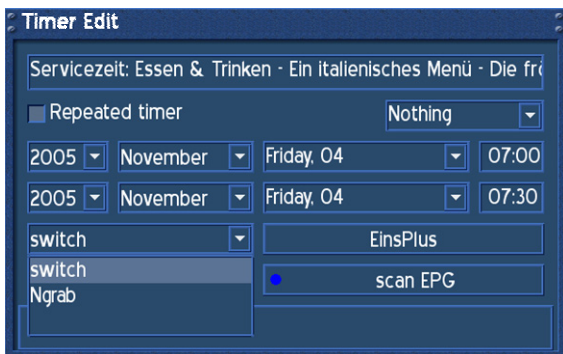 Timer Edit
Servicezeit: Essen & Trinken - Ein italienisches Menü - Die frö
Repeated timer
Nothing
2005 November Friday, 04 07:00
2005 November Friday, 04 07:30
switch EinsPlus
switch
Ngrab
scan EPG